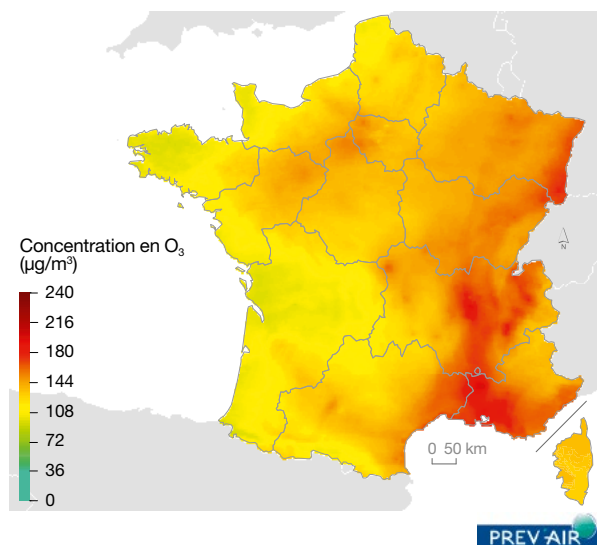 Concentration en O₃
(µg/m³)
240
216
180
144
108
72
36
0
N
0 50 km
PREV'AIR